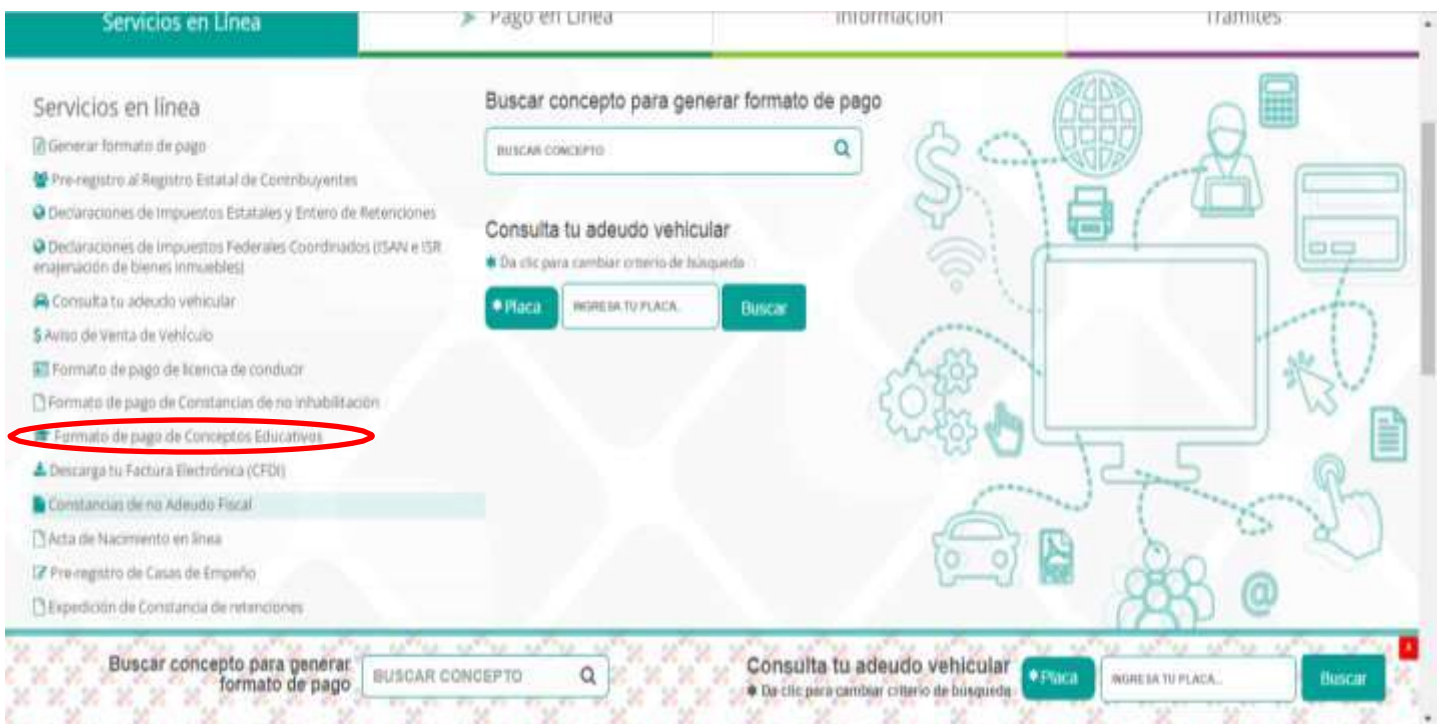 Servicios en Línea
Pago en Línea
Información
Trámites
Servicios en línea
Generar formato de pago
Pre-registro al Registro Estatal de Contribuyentes
Declaraciones de Impuestos Estatales y Entero de Retenciones
Declaraciones de Impuestos Federales Coordinados (ISAN e ISR
enajenación de bienes inmuebles)
Consulta tu adeudo vehicular
$ Aviso de Venta de Vehículo
Formato de pago de licencia de conducir
Formato de pago de Constancias de no inhabilitación
Formato de pago de Conceptos Educativos
Descarga tu Factura Electrónica (CFDI)
Constancias de no Adeudo Fiscal
Acta de Nacimiento en línea
Pre-registro de Casas de Empeño
Expedición de Constancia de retenciones
Buscar concepto para generar formato de pago
BUSCAR CONCEPTO
Consulta tu adeudo vehicular
* Da clic para cambiar criterio de búsqueda
* Placa
INGRESA TU PLACA..
Buscar
$
@
PDF
Buscar concepto para generar
formato de pago
BUSCAR CONCEPTO
Consulta tu adeudo vehicular
* Da clic para cambiar criterio de búsqueda
* Placa
INGRESA TU PLACA..
Buscar
X